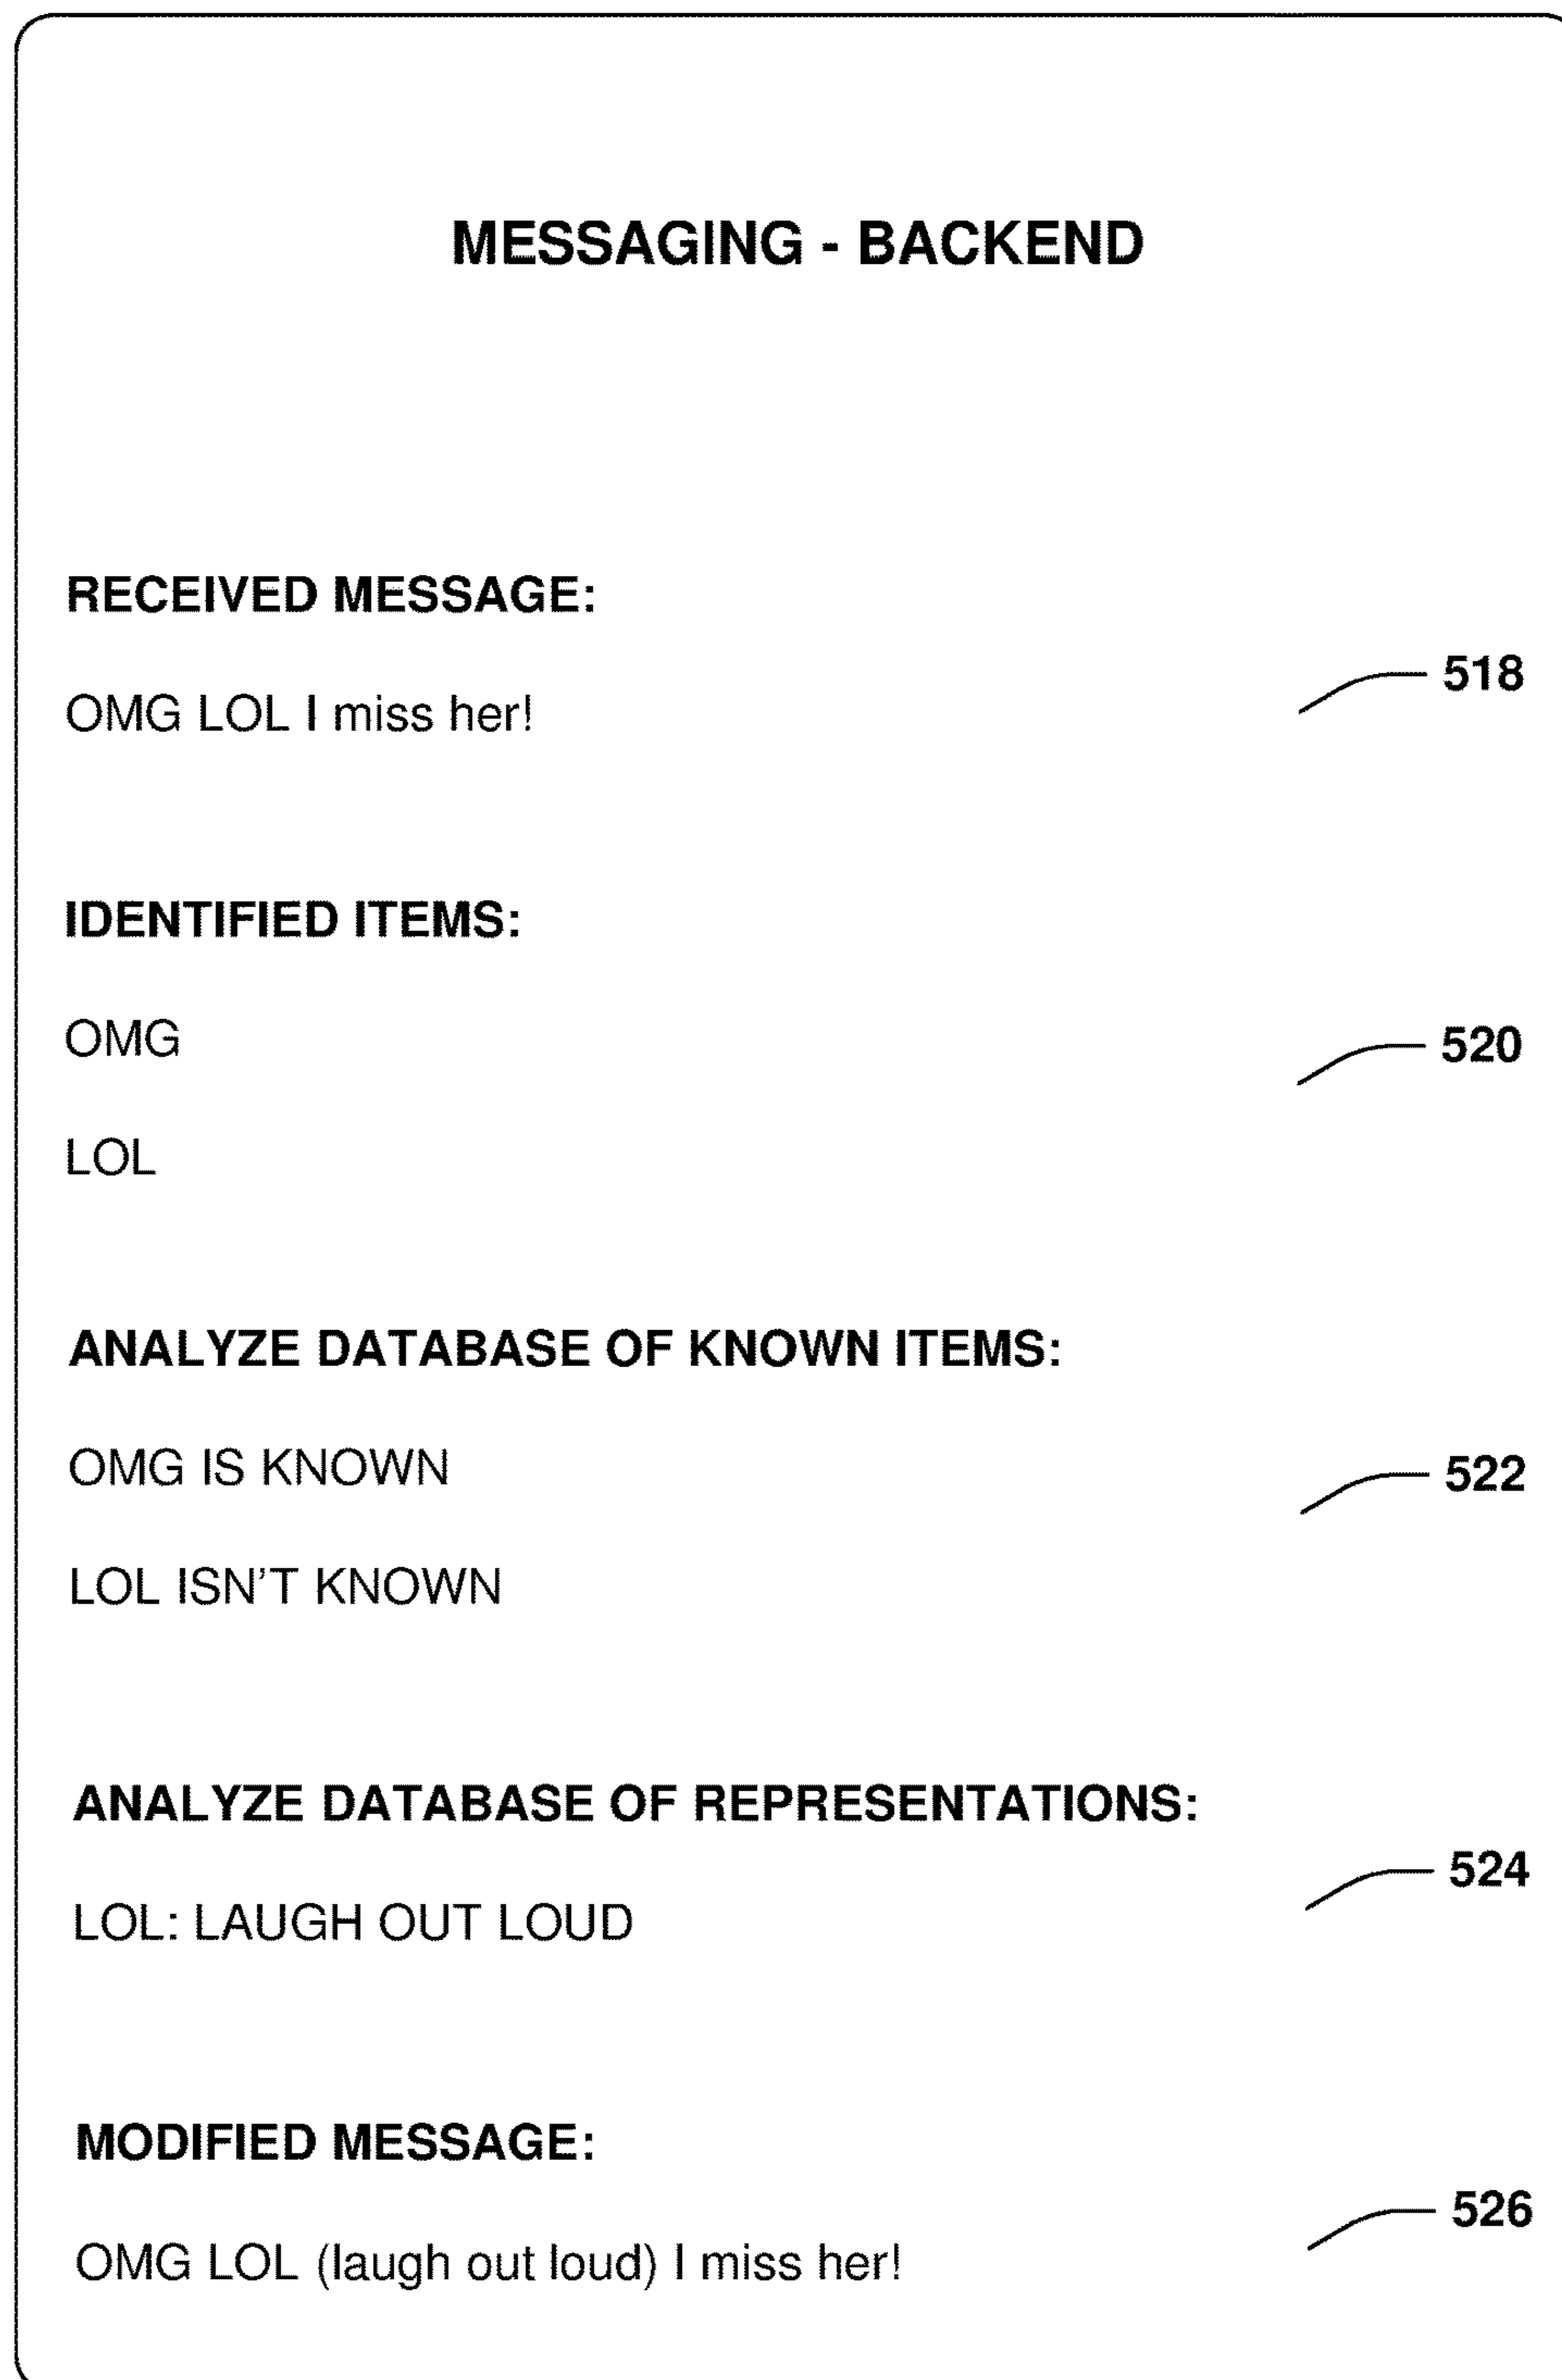 MESSAGING - BACKEND
RECEIVED MESSAGE:
518
OMG LOL I miss her!
IDENTIFIED ITEMS:
OMG
520
LOL
ANALYZE DATABASE OF KNOWN ITEMS:
OMG IS KNOWN
522
LOL ISN'T KNOWN
ANALYZE DATABASE OF REPRESENTATIONS:
524
LOL: LAUGH OUT LOUD
MODIFIED MESSAGE:
526
OMG LOL (laugh out loud) I miss her!